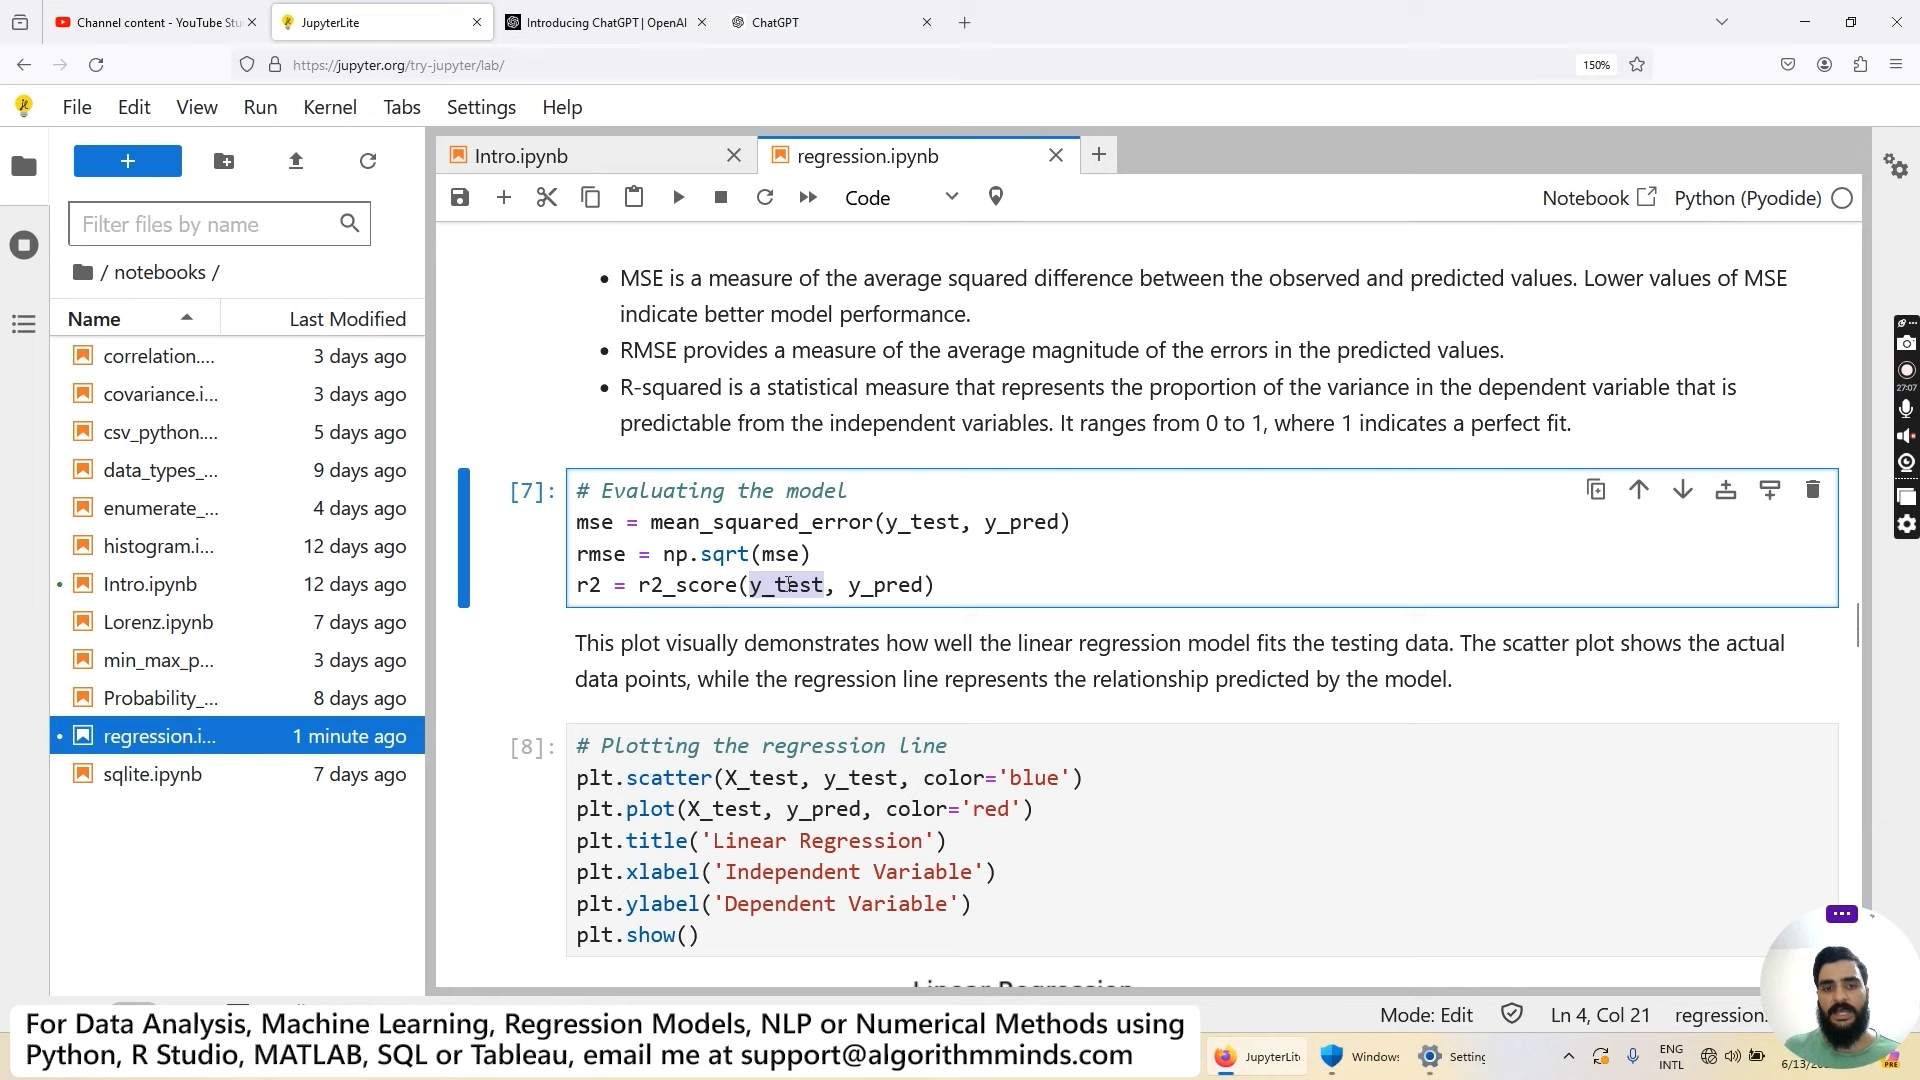 Channel content - YouTube Stu
JupyterLite
Introducing ChatGPT | OpenAI
ChatGPT
https://jupyter.org/try-jupyter/lab/
150%
File Edit View Run Kernel Tabs Settings Help
Intro.ipynb
regression.ipynb
Code
Notebook
Python (Pyodide)
Filter files by name
/ notebooks /
Name
Last Modified
correlation.... 3 days ago
covariance.i... 3 days ago
csv_python.... 5 days ago
data_types_... 9 days ago
enumerate_... 4 days ago
histogram.i... 12 days ago
Intro.ipynb 12 days ago
Lorenz.ipynb 7 days ago
min_max_p... 3 days ago
Probability_... 8 days ago
regression.i... 1 minute ago
sqlite.ipynb 7 days ago
• MSE is a measure of the average squared difference between the observed and predicted values. Lower values of MSE
indicate better model performance.
• RMSE provides a measure of the average magnitude of the errors in the predicted values.
• R-squared is a statistical measure that represents the proportion of the variance in the dependent variable that is
predictable from the independent variables. It ranges from 0 to 1, where 1 indicates a perfect fit.
[7]: # Evaluating the model
mse = mean_squared_error(y_test, y_pred)
rmse = np.sqrt(mse)
r2 = r2_score(y_test, y_pred)
This plot visually demonstrates how well the linear regression model fits the testing data. The scatter plot shows the actual
data points, while the regression line represents the relationship predicted by the model.
[8]: # Plotting the regression line
plt.scatter(X_test, y_test, color='blue')
plt.plot(X_test, y_pred, color='red')
plt.title('Linear Regression')
plt.xlabel('Independent Variable')
plt.ylabel('Dependent Variable')
plt.show()
Linear Regression
27:07
Mode: Edit
Ln 4, Col 21
regression.
For Data Analysis, Machine Learning, Regression Models, NLP or Numerical Methods using
Python, R Studio, MATLAB, SQL or Tableau, email me at support@algorithmminds.com
JupyterLit
Windows
Setting
ENG
INTL
6/13/20
PRE